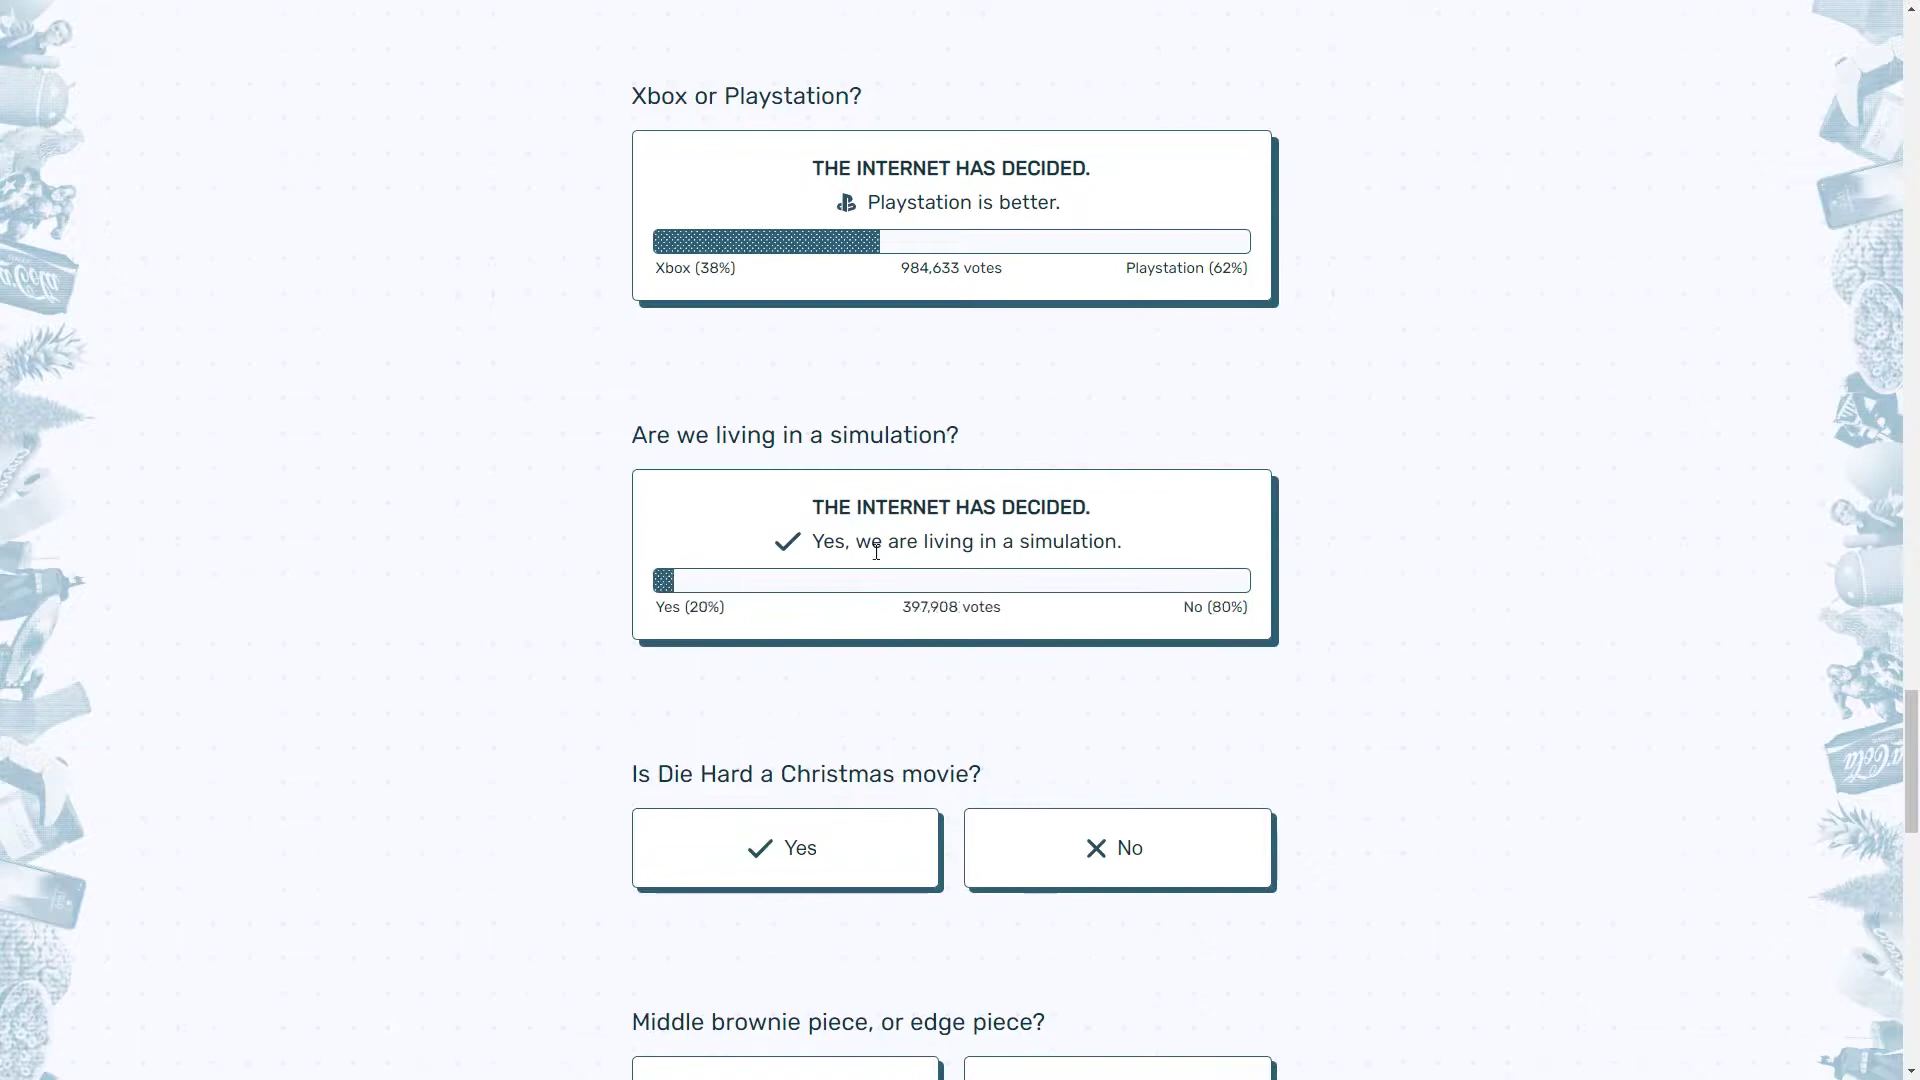 Xbox or Playstation?
THE INTERNET HAS DECIDED.
Playstation is better.
Xbox (38%) 984,633 votes Playstation (62%)
Are we living in a simulation?
THE INTERNET HAS DECIDED.
Yes, we are living in a simulation.
Yes (20%) 397,908 votes No (80%)
Is Die Hard a Christmas movie?
Yes No
Middle brownie piece, or edge piece?